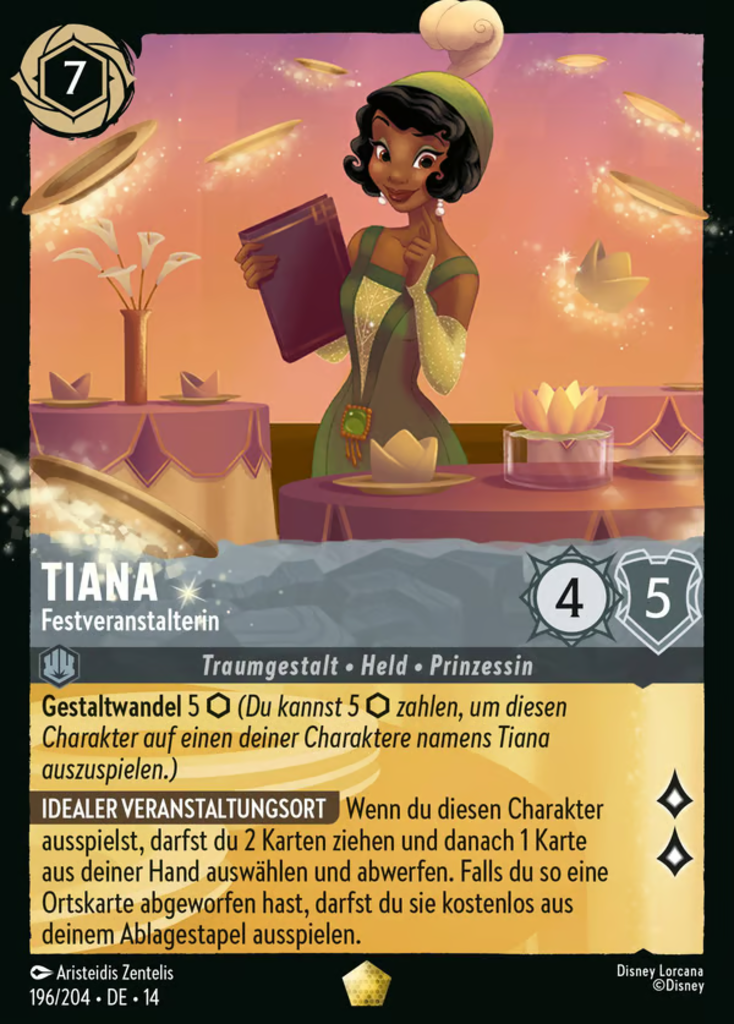 7
TIANA
Festveranstalterin
4
5
Traumgestalt • Held • Prinzessin
Gestaltwandel 5 ⬡ (Du kannst 5 ⬡ zahlen, um diesen
Charakter auf einen deiner Charaktere namens Tiana
auszuspielen.)
IDEALER VERANSTALTUNGSORT Wenn du diesen Charakter
ausspielst, darfst du 2 Karten ziehen und danach 1 Karte
aus deiner Hand auswählen und abwerfen. Falls du so eine
Ortskarte abgeworfen hast, darfst du sie kostenlos aus
deinem Ablagestapel ausspielen.
Aristeidis Zentelis
196/204 • DE • 14
Disney Lorcana
©Disney